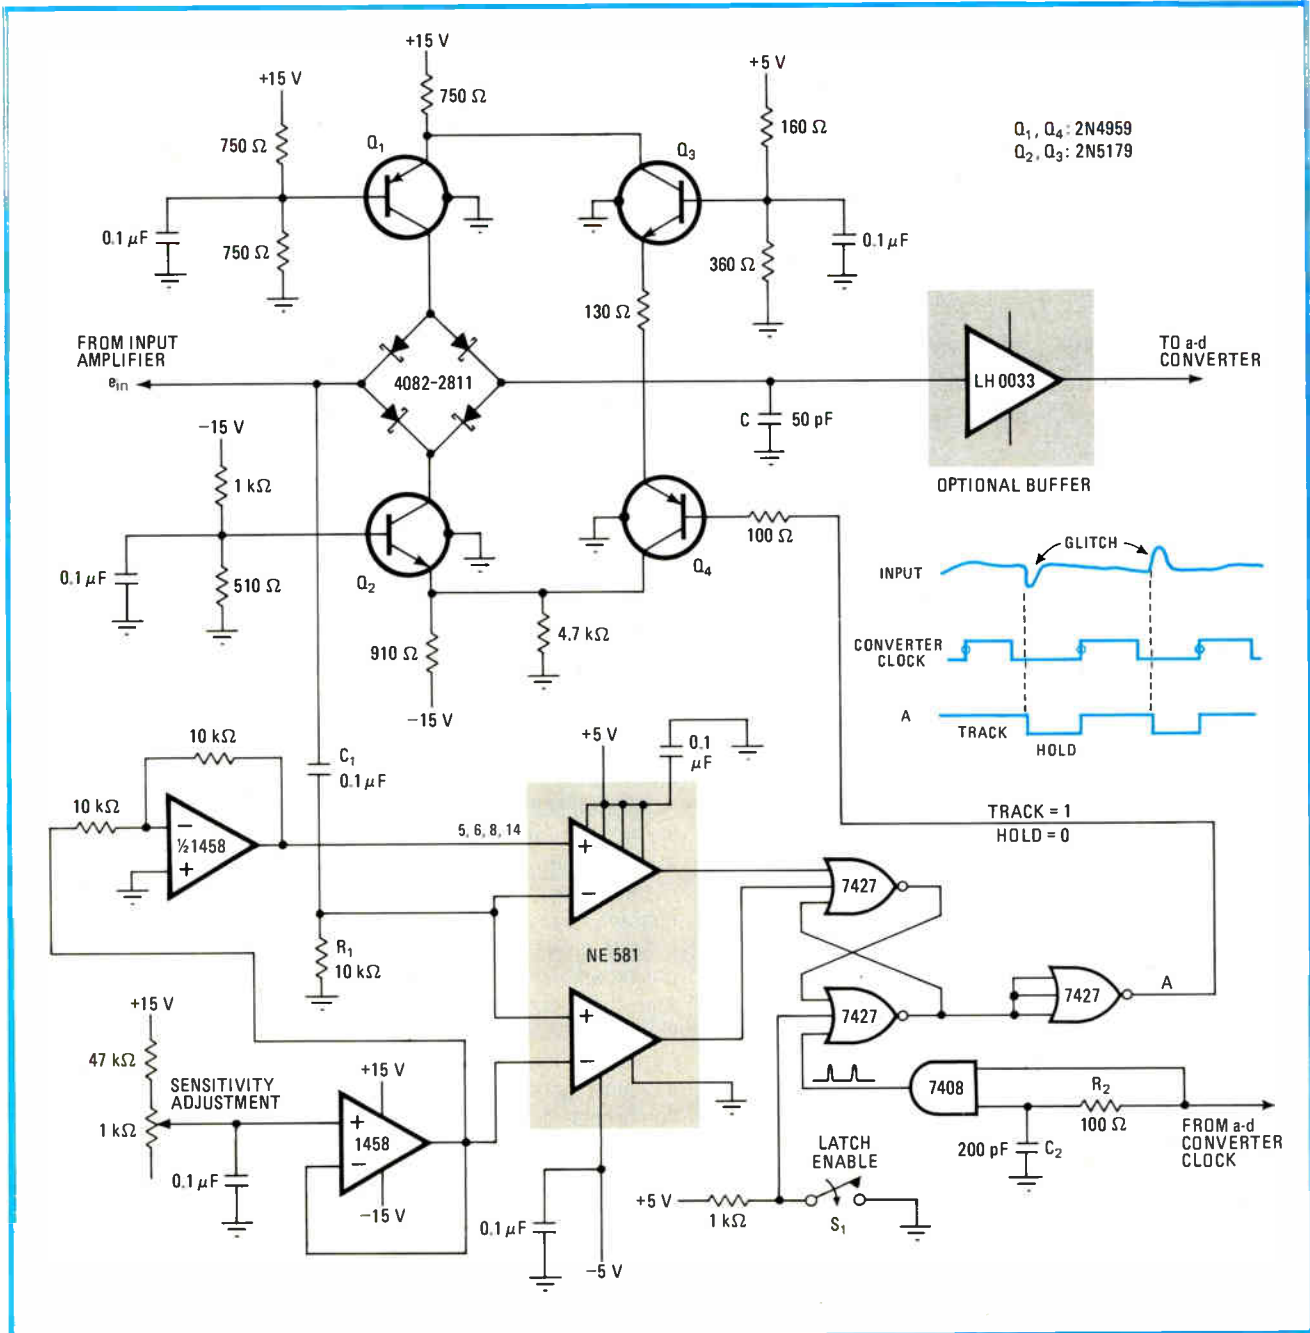 +15 V
+15 V
+5 V
750 Ω
750 Ω
Q1
Q3
160 Ω
Q1, Q4: 2N4959
Q2, Q3: 2N5179
0.1 μF
750 Ω
360 Ω
0.1 μF
130 Ω
FROM INPUT
AMPLIFIER
ein
4082-2811
C
50 pF
LH 0033
TO a-d
CONVERTER
OPTIONAL BUFFER
−15 V
1 kΩ
0.1 μF
510 Ω
Q2
Q4
100 Ω
910 Ω
4.7 kΩ
−15 V
GLITCH
INPUT
CONVERTER
CLOCK
A
TRACK
HOLD
10 kΩ
C1
0.1 μF
+5 V
0.1
μF
10 kΩ
−
½1458
+
5, 6, 8, 14
+
−
TRACK = 1
HOLD = 0
7427
R1
10 kΩ
NE 581
+
−
7427
7427
A
+15 V
47 kΩ
SENSITIVITY
ADJUSTMENT
1 kΩ
0.1 μF
+15 V
+
1458
−
−15 V
7408
R2
100 Ω
200 pF
C2
FROM a-d
CONVERTER
CLOCK
LATCH
ENABLE
+5 V
1 kΩ
S1
0.1 μF
−5 V